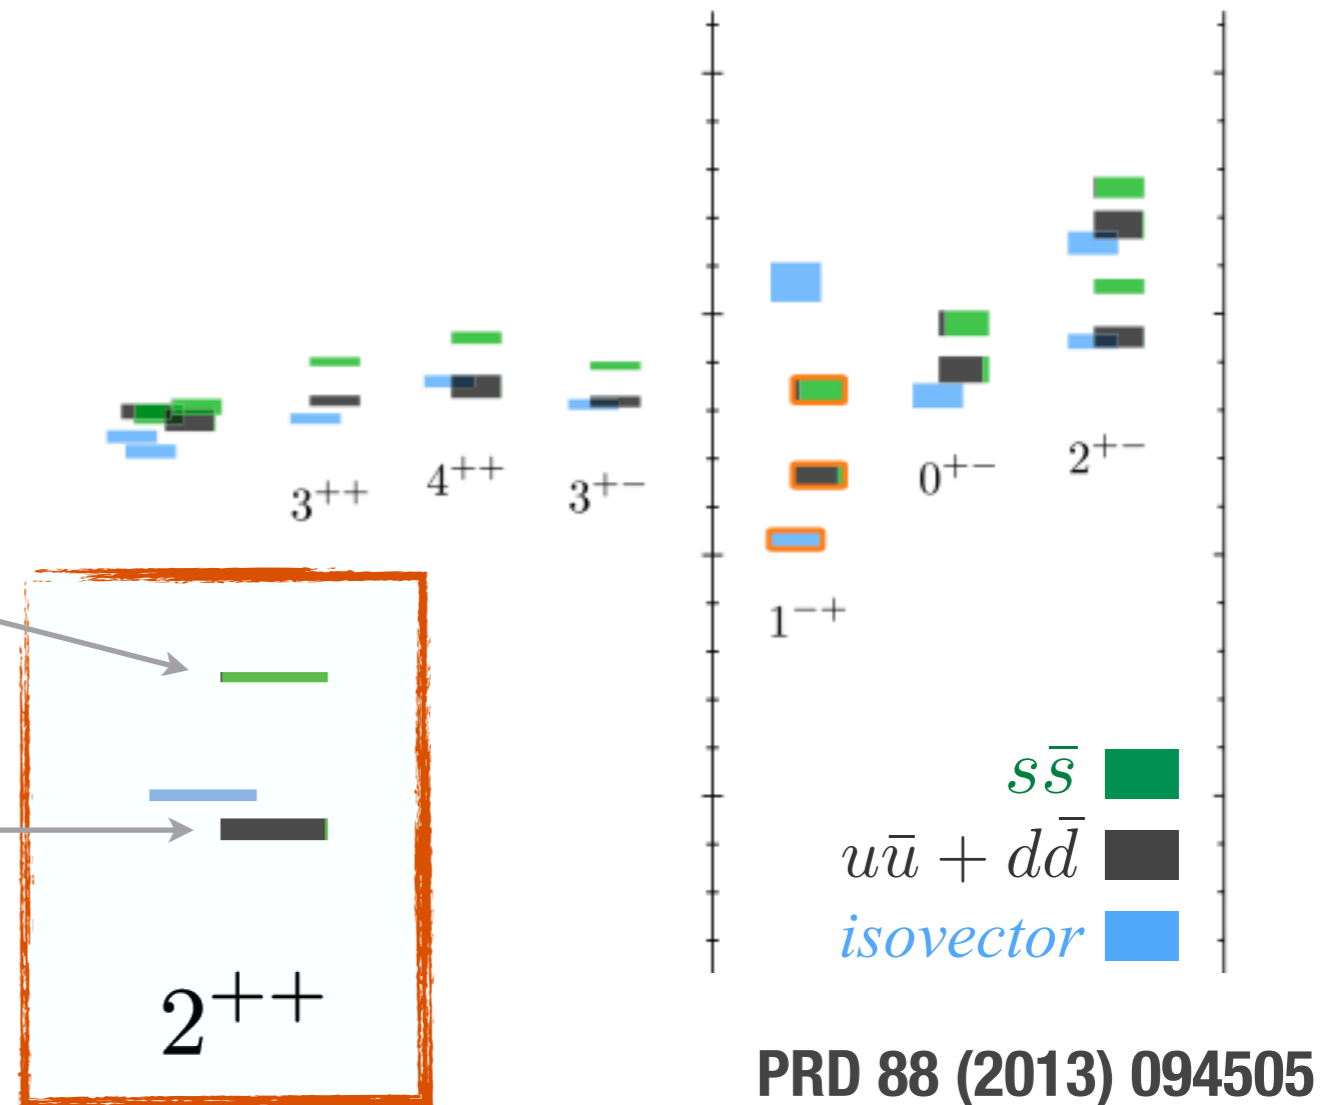 2⁺⁻
4⁺⁺
0⁺⁻
3⁺⁺
3⁺⁻
1⁻⁺
ss̄
uū + dd̄
isovector
2⁺⁺
PRD 88 (2013) 094505